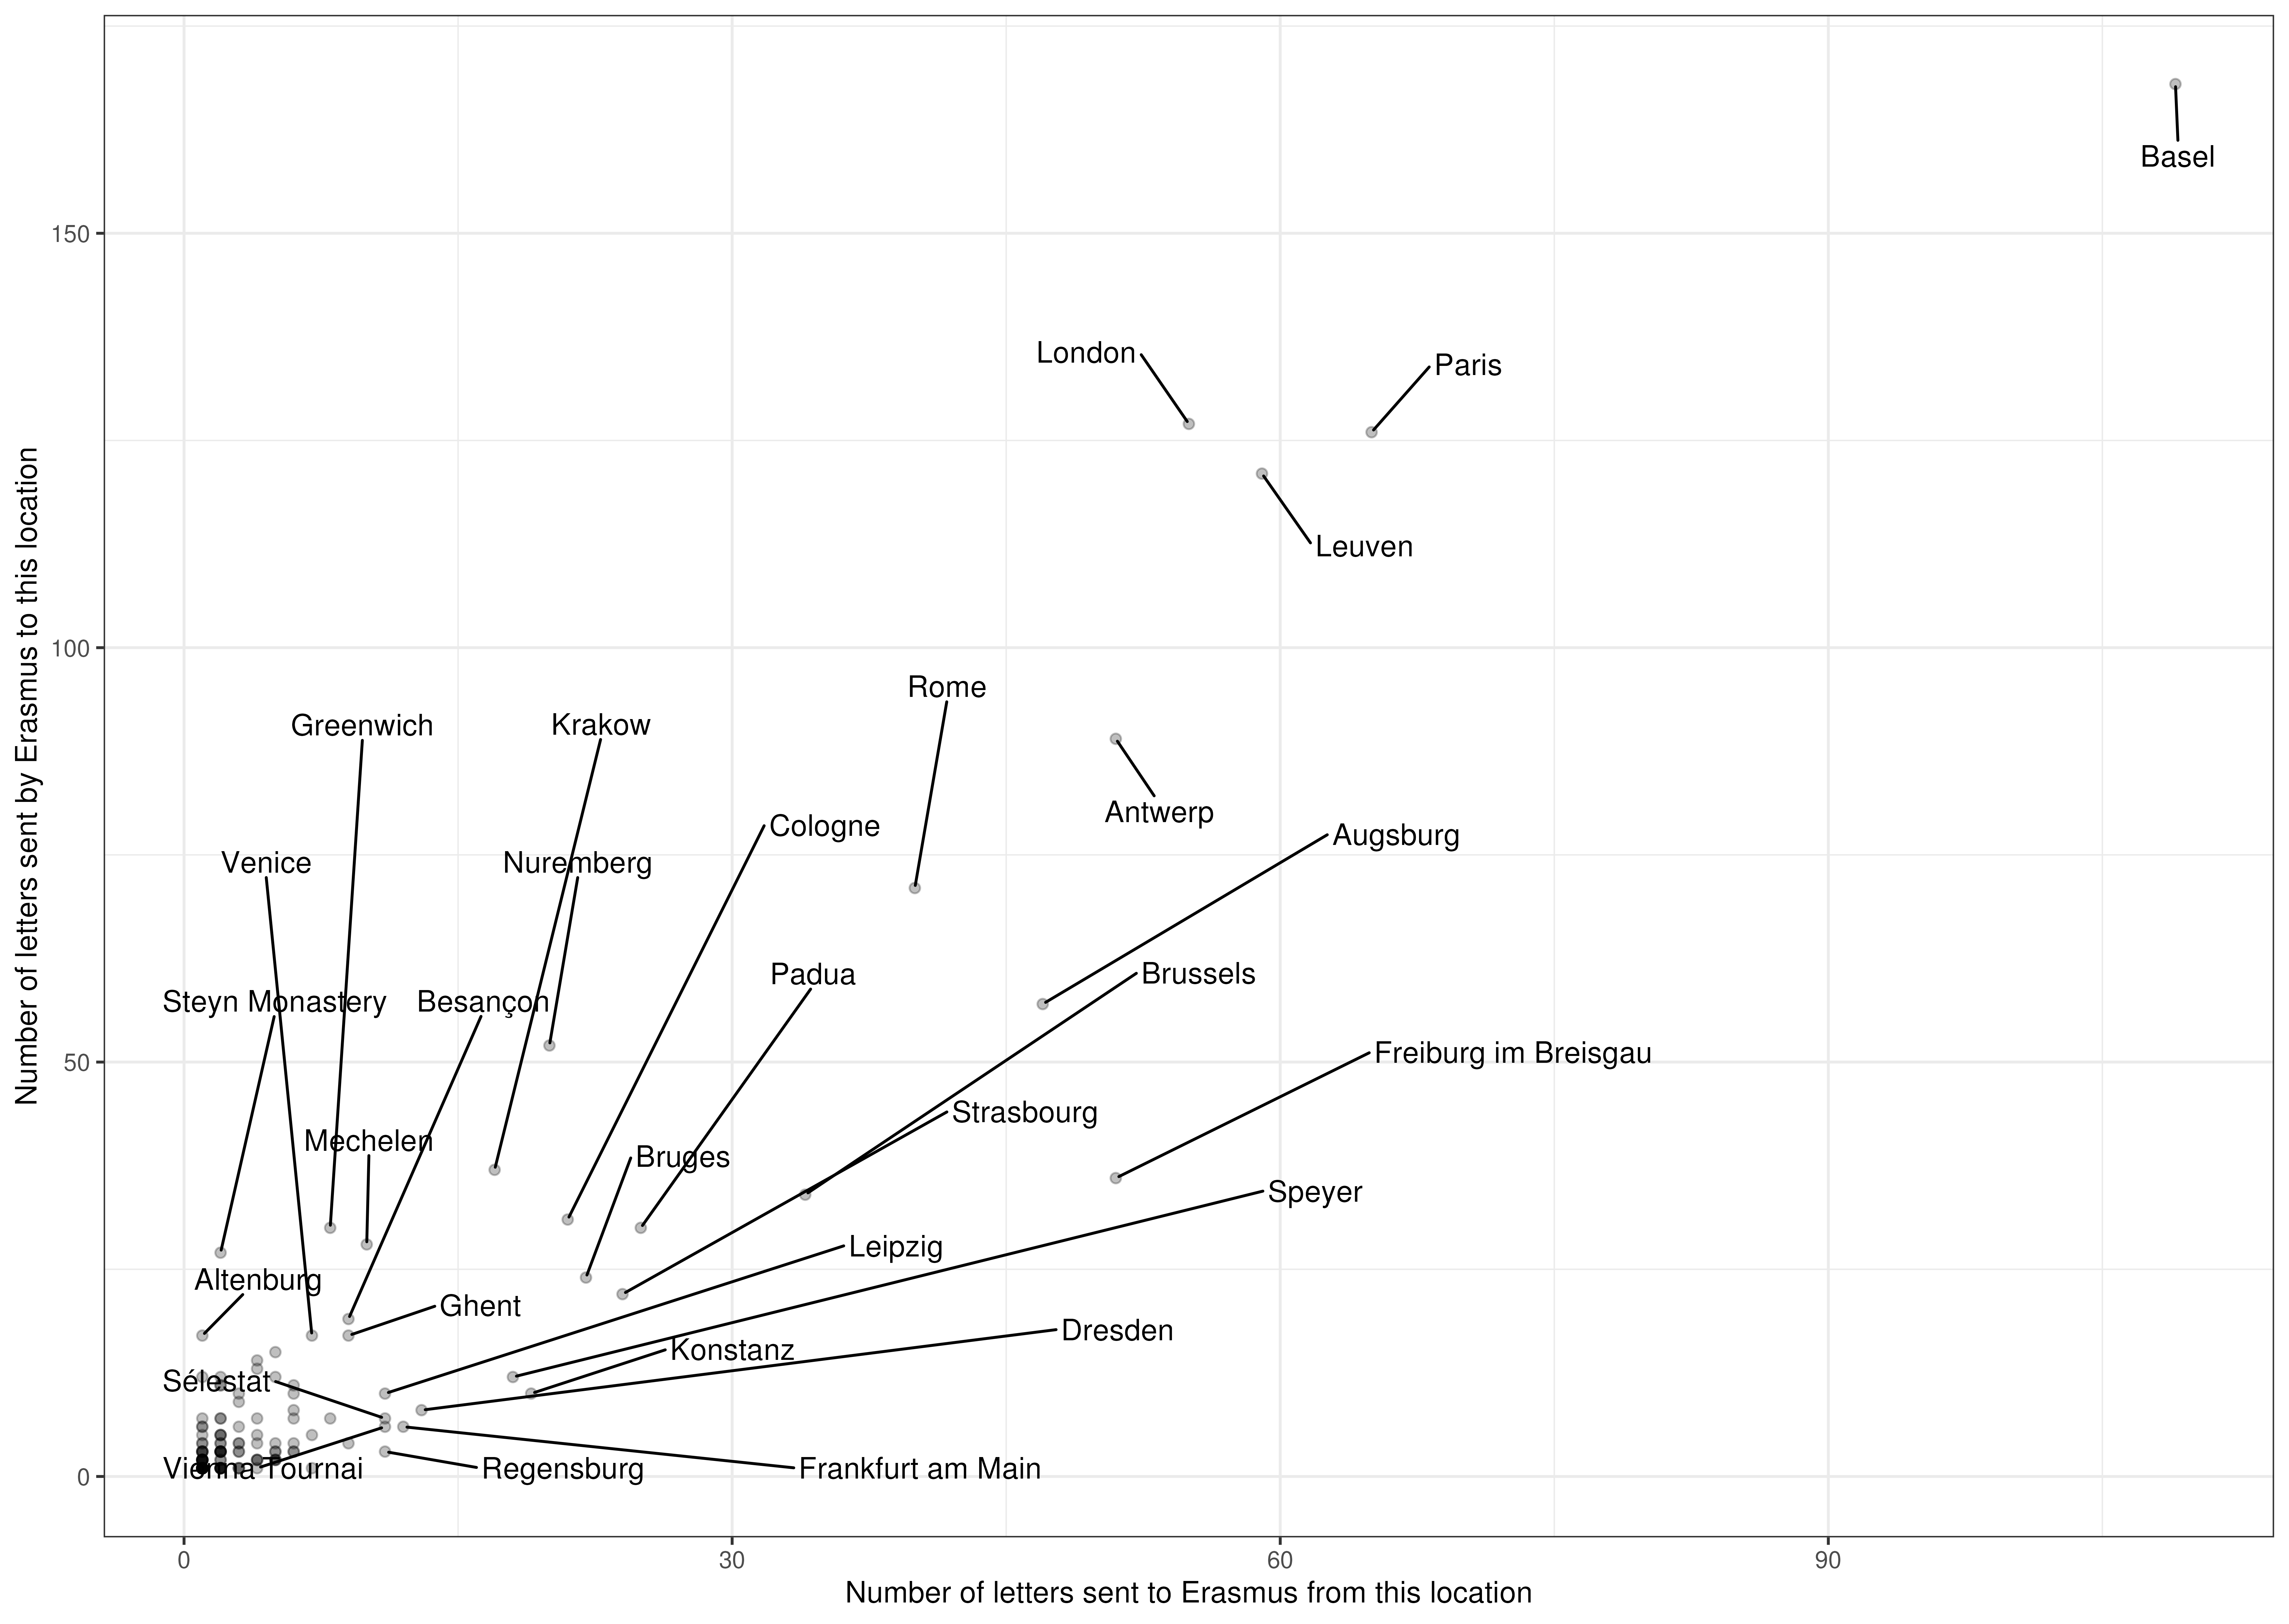 Basel
150
London
Paris
Leuven
100
Rome
Greenwich
Krakow
Antwerp
Cologne
Augsburg
Venice
Nuremberg
Padua
Brussels
Steyn Monastery
Besançon
50
Freiburg im Breisgau
Strasbourg
Mechelen
Bruges
Speyer
Leipzig
Altenburg
Ghent
Dresden
Konstanz
Sélestat
0
Vienna
Tournai
Regensburg
Frankfurt am Main
0
30
60
90
Number of letters sent to Erasmus from this location
Number of letters sent by Erasmus to this location